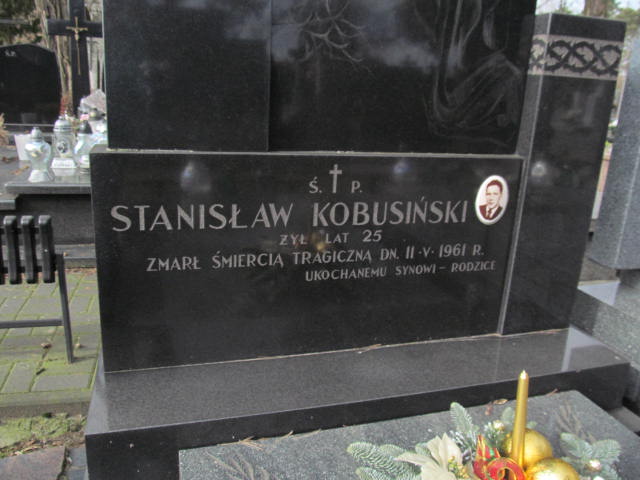 Ś. † P.
STANISŁAW KOBUSIŃSKI
ŻYŁ LAT 25
ZMARŁ ŚMIERCIĄ TRAGICZNĄ DN. 11·V·1961 R.
UKOCHANEMU SYNOWI – RODZICE